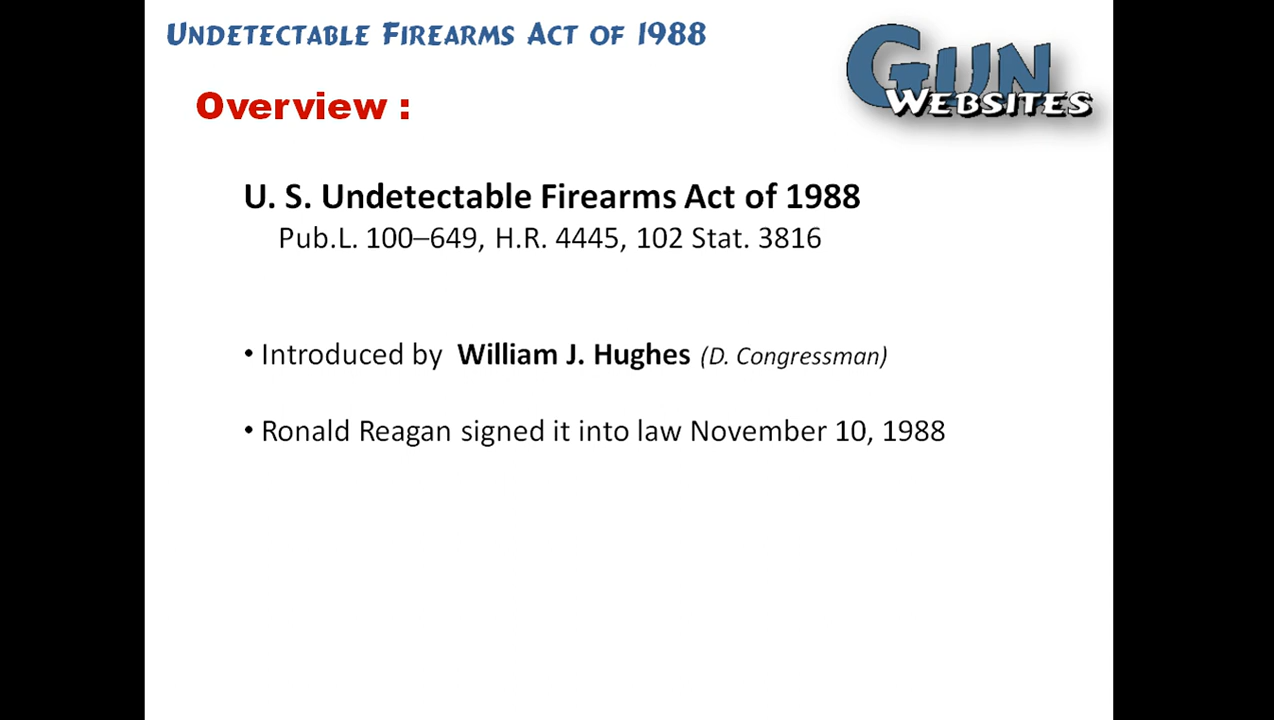 UNDETECTABLE FIREARMS ACT OF 1988
GUN
WEBSITES
Overview :
U. S. Undetectable Firearms Act of 1988
Pub.L. 100–649, H.R. 4445, 102 Stat. 3816
• Introduced by William J. Hughes (D. Congressman)
• Ronald Reagan signed it into law November 10, 1988